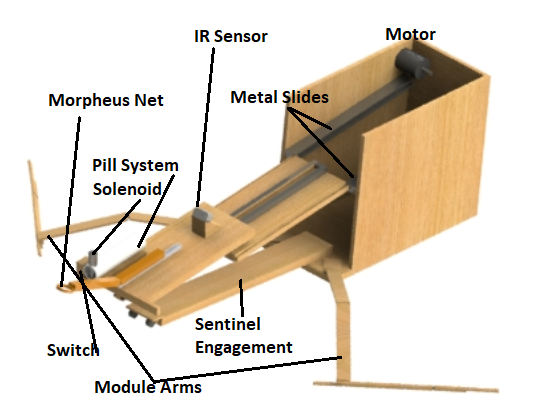 IR Sensor
Motor
Metal Slides
Morpheus Net
Pill System
Solenoid
Sentinel
Engagement
Switch
Module Arms